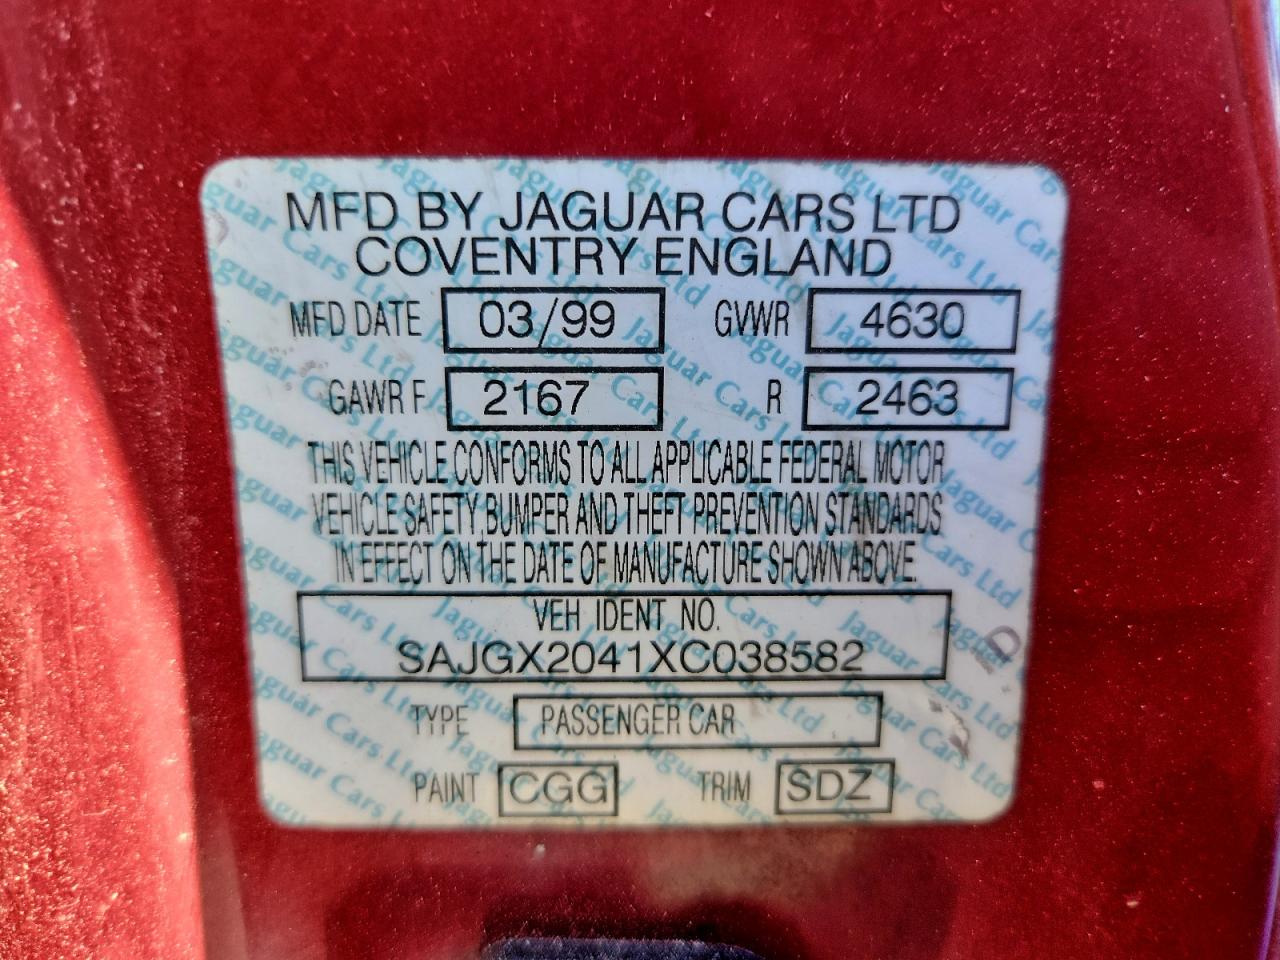 MFD BY JAGUAR CARS LTD
COVENTRY ENGLAND
MFD DATE 03/99 GVWR 4630
GAWR F 2167 R 2463
THIS VEHICLE CONFORMS TO ALL APPLICABLE FEDERAL MOTOR
VEHICLE SAFETY, BUMPER AND THEFT PREVENTION STANDARDS
IN EFFECT ON THE DATE OF MANUFACTURE SHOWN ABOVE.
VEH IDENT NO.
SAJGX2041XC038582
TYPE PASSENGER CAR
PAINT CGG TRIM SDZ